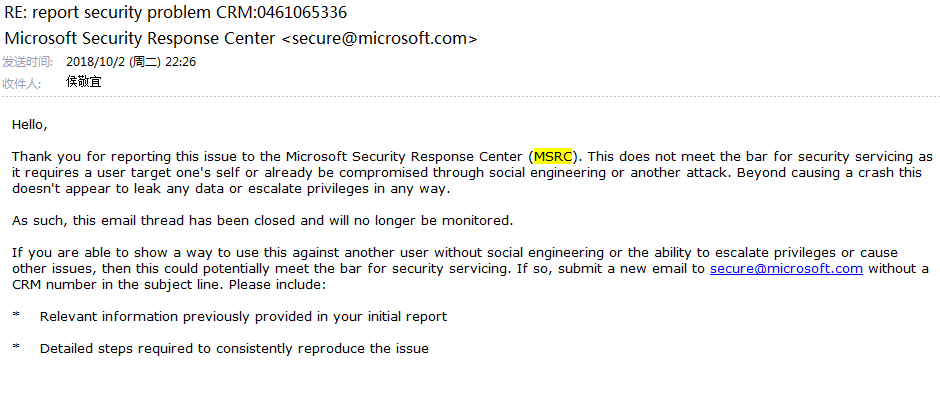 RE: report security problem CRM:0461065336
Microsoft Security Response Center <secure@microsoft.com>
发送时间: 2018/10/2 (周二) 22:26
收件人: 侯敬宜
Hello,
Thank you for reporting this issue to the Microsoft Security Response Center (MSRC). This does not meet the bar for security servicing as
it requires a user target one's self or already be compromised through social engineering or another attack. Beyond causing a crash this
doesn't appear to leak any data or escalate privileges in any way.
As such, this email thread has been closed and will no longer be monitored.
If you are able to show a way to use this against another user without social engineering or the ability to escalate privileges or cause
other issues, then this could potentially meet the bar for security servicing. If so, submit a new email to secure@microsoft.com without a
CRM number in the subject line. Please include:
* Relevant information previously provided in your initial report
* Detailed steps required to consistently reproduce the issue